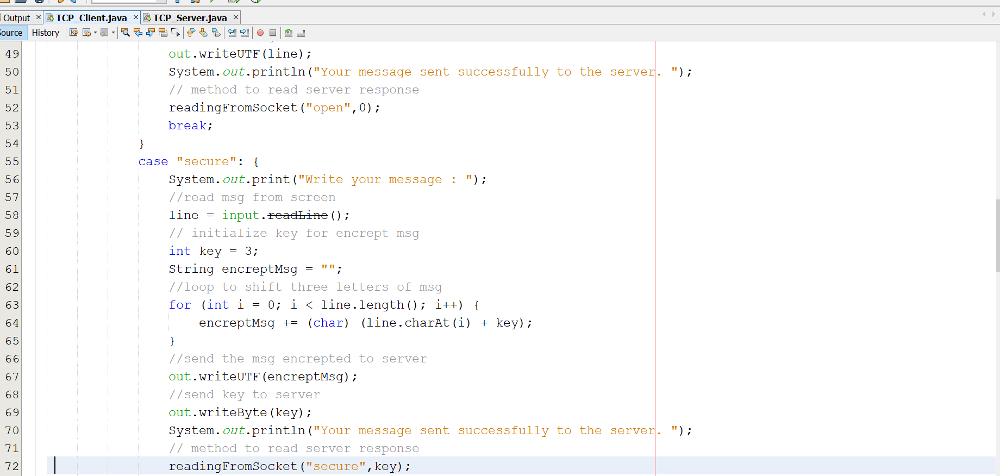 Output × TCP_Client.java × TCP_Server.java ×
Source History
49 out.writeUTF(line);
50 System.out.println("Your message sent successfully to the server. ");
51 // method to read server response
52 readingFromSocket("open",0);
53 break;
54 }
55 case "secure": {
56 System.out.print("Write your message : ");
57 //read msg from screen
58 line = input.readLine();
59 // initialize key for encrept msg
60 int key = 3;
61 String encreptMsg = "";
62 //loop to shift three letters of msg
63 for (int i = 0; i < line.length(); i++) {
64 encreptMsg += (char) (line.charAt(i) + key);
65 }
66 //send the msg encrepted to server
67 out.writeUTF(encreptMsg);
68 //send key to server
69 out.writeByte(key);
70 System.out.println("Your message sent successfully to the server. ");
71 // method to read server response
72 readingFromSocket("secure",key);